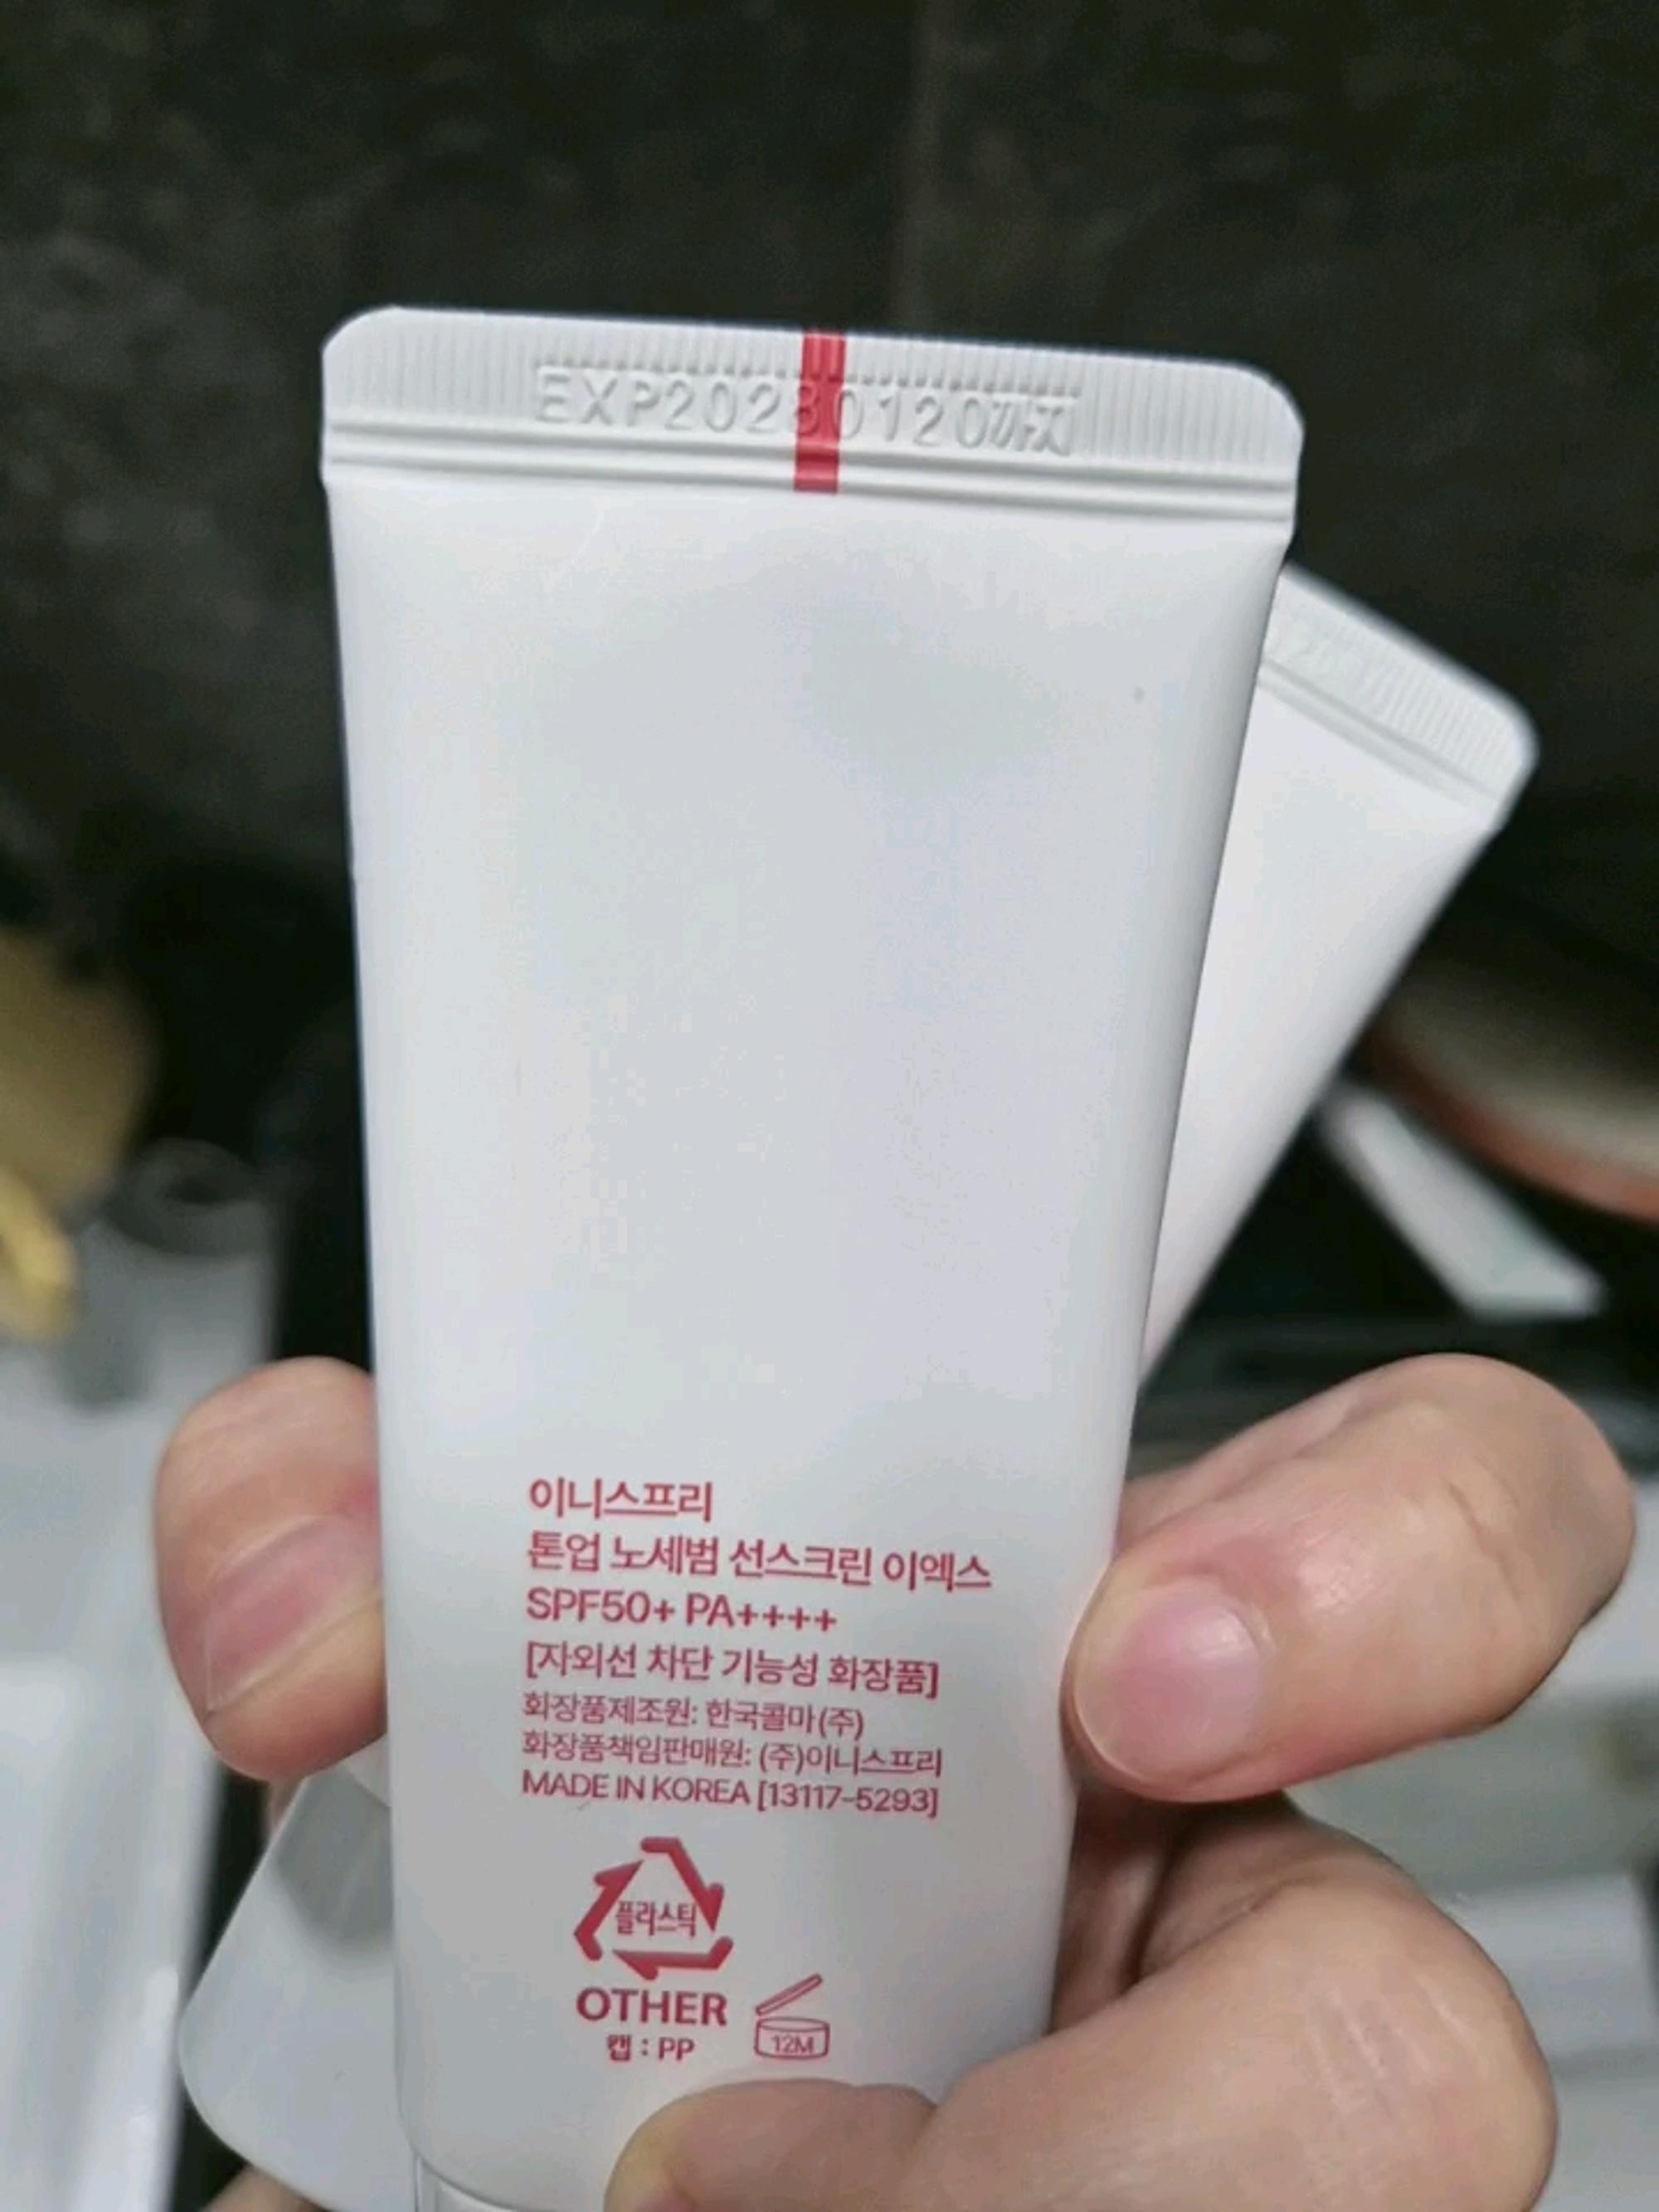 EXP20280120까지
이니스프리
톤업 노세범 선스크린 이엑스
SPF50+ PA++++
[자외선 차단 기능성 화장품]
화장품제조원: 한국콜마(주)
화장품책임판매원: (주)이니스프리
MADE IN KOREA [13117-5293]
플라스틱
OTHER
캡 : PP
12M